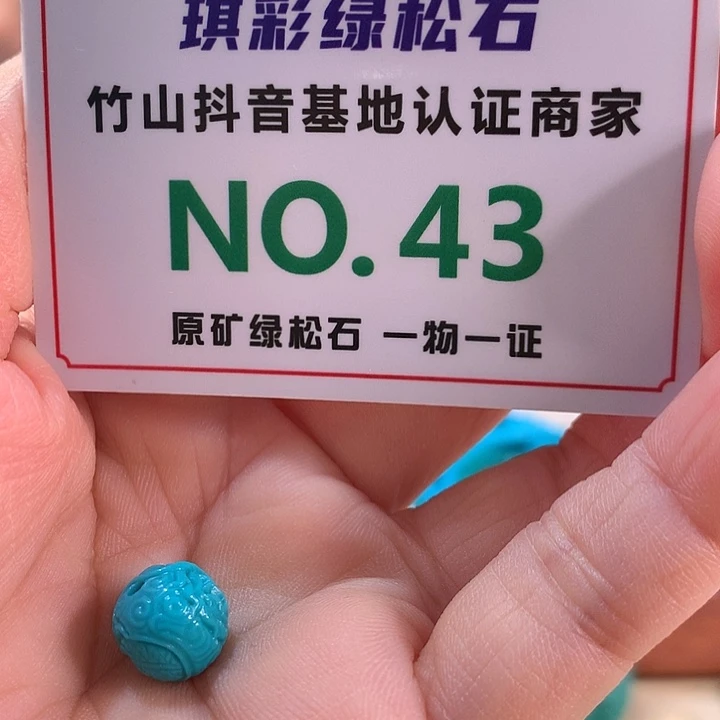 琪彩绿松石
竹山抖音基地认证商家
NO.43
原矿绿松石 一物一证